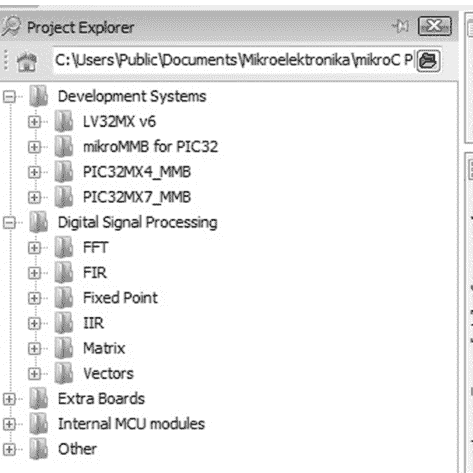 Project Explorer
C:\Users\Public\Documents\Mikroelektronika\mikroC P
Development Systems
LV32MX v6
mikroMMB for PIC32
PIC32MX4_MMB
PIC32MX7_MMB
Digital Signal Processing
FFT
FIR
Fixed Point
IIR
Matrix
Vectors
Extra Boards
Internal MCU modules
Other